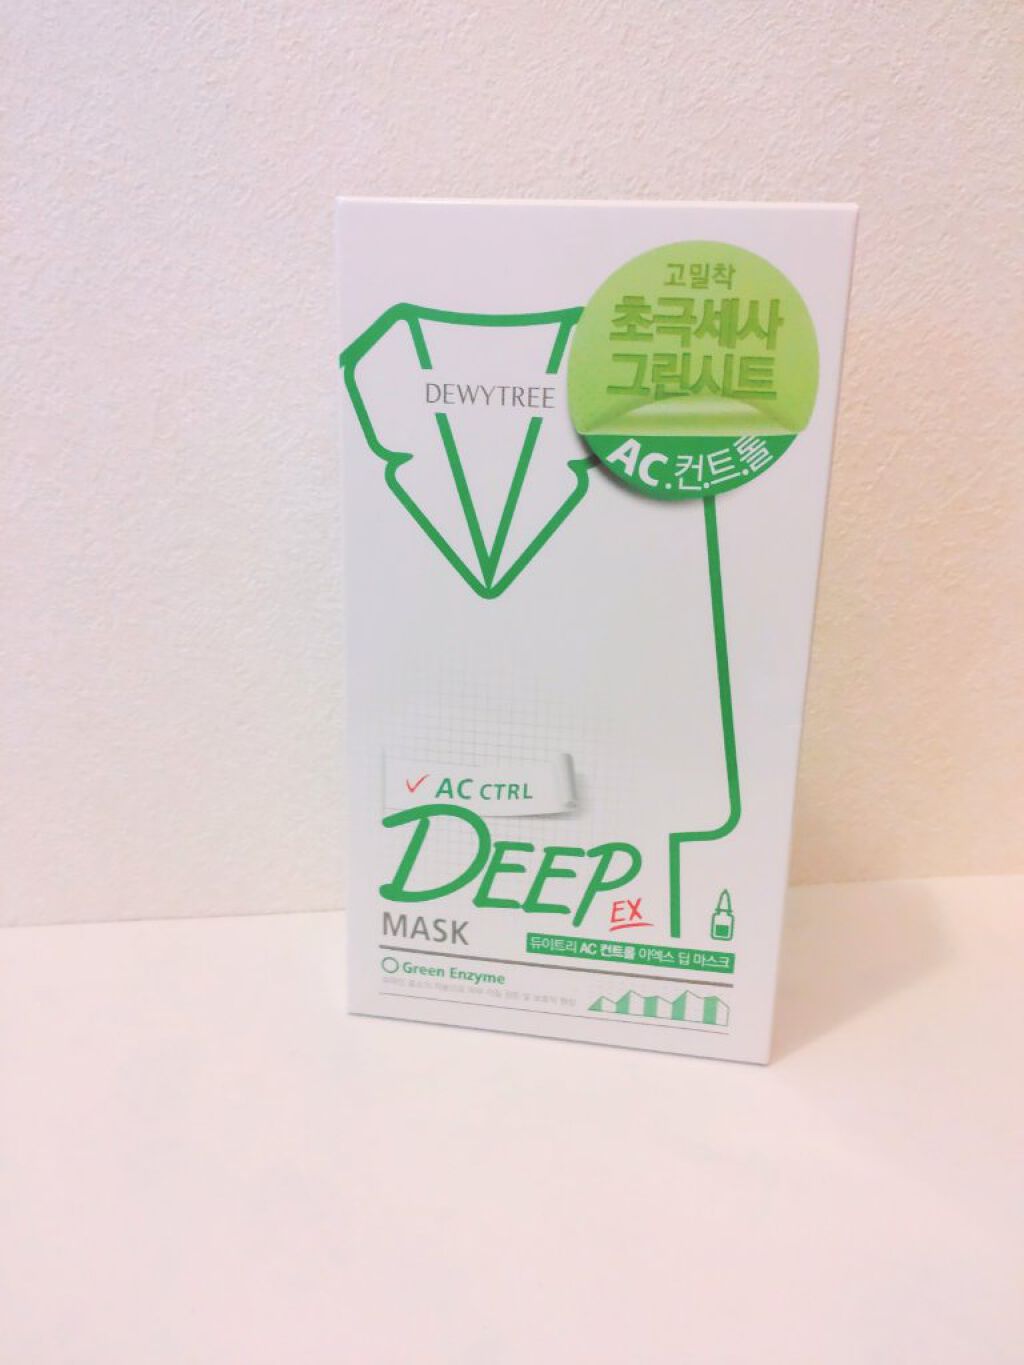 고밀착
초극세사
그린시트
AC.컨.트.롤
DEWYTREE
✓ AC CTRL
DEEP EX
MASK
듀이트리 AC 컨트롤 이엑스 딥 마스크
Green Enzyme